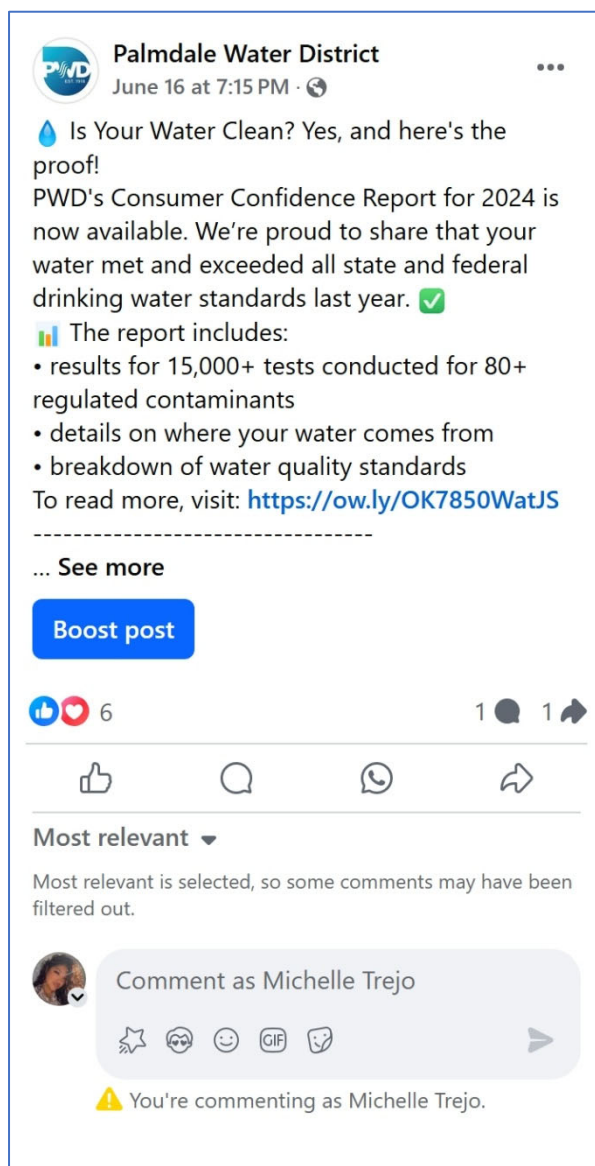 PWD
EST. 1918
Palmdale Water District
June 16 at 7:15 PM ·
💧 Is Your Water Clean? Yes, and here's the
proof!
PWD's Consumer Confidence Report for 2024 is
now available. We’re proud to share that your
water met and exceeded all state and federal
drinking water standards last year. ✅
📊 The report includes:
• results for 15,000+ tests conducted for 80+
regulated contaminants
• details on where your water comes from
• breakdown of water quality standards
To read more, visit: https://ow.ly/OK7850WatJS
----------------------------------
... See more
Boost post
6
1
1
Most relevant
Most relevant is selected, so some comments may have been
filtered out.
Comment as Michelle Trejo
GIF
You're commenting as Michelle Trejo.